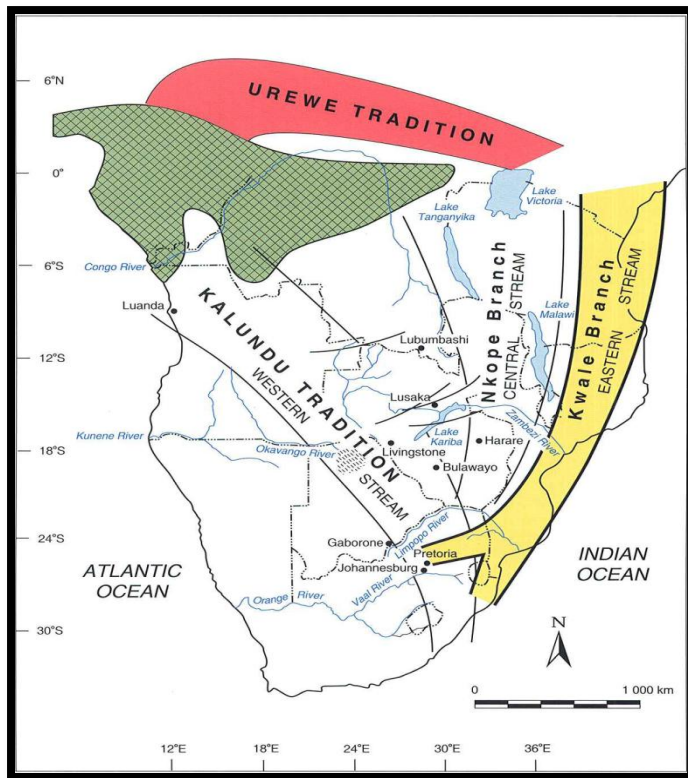 6°N
UREWE TRADITION
0°
Lake
Victoria
Lake
Tanganyika
6°S
Congo River
Luanda
KALUNDU TRADITION
WESTERN STREAM
Nkope Branch
CENTRAL STREAM
Kwale Branch
EASTERN STREAM
Lake
Malawi
12°S
Lubumbashi
Lusaka
Lake
Kariba
Zambezi River
Harare
18°S
Kunene River
Okavango River
Livingstone
Bulawayo
24°S
Gaborone
Limpopo River
Pretoria
Johannesburg
ATLANTIC
OCEAN
INDIAN
OCEAN
Orange River
Vaal River
30°S
N
0
1 000 km
12°E
18°E
24°E
30°E
36°E